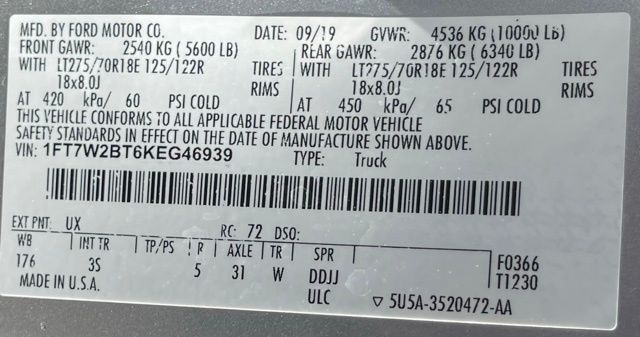 MFD. BY FORD MOTOR CO.
DATE: 09/19 GVWR: 4536 KG (10000 LB)
FRONT GAWR: 2540 KG ( 5600 LB) REAR GAWR: 2876 KG ( 6340 LB)
WITH LT275/70R18E 125/122R TIRES WITH LT275/70R18E 125/122R TIRES
18x8.0J RIMS 18x8.0J RIMS
AT 420 kPa/ 60 PSI COLD AT 450 kPa/ 65 PSI COLD
THIS VEHICLE CONFORMS TO ALL APPLICABLE FEDERAL MOTOR VEHICLE
SAFETY STANDARDS IN EFFECT ON THE DATE OF MANUFACTURE SHOWN ABOVE.
VIN: 1FT7W2BT6KEG46939 TYPE: Truck
EXT PNT: UX RC: 72 DSO:
WB INT TR TP/PS R AXLE TR SPR F0366
176 3S 5 31 W DDJJ T1230
MADE IN U.S.A. ULC ▽ 5U5A-3520472-AA